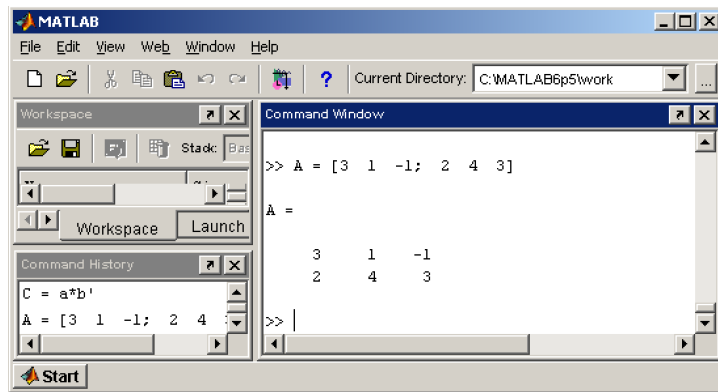 MATLAB
File Edit View Web Window Help
? Current Directory: C:\MATLAB6p5\work ...
Workspace
Stack: Bas
Workspace Launch
Command History
C = a*b'
A = [3 1 -1; 2 4
Command Window
>> A = [3 1 -1; 2 4 3]
A =
3 1 -1
2 4 3
>>
Start